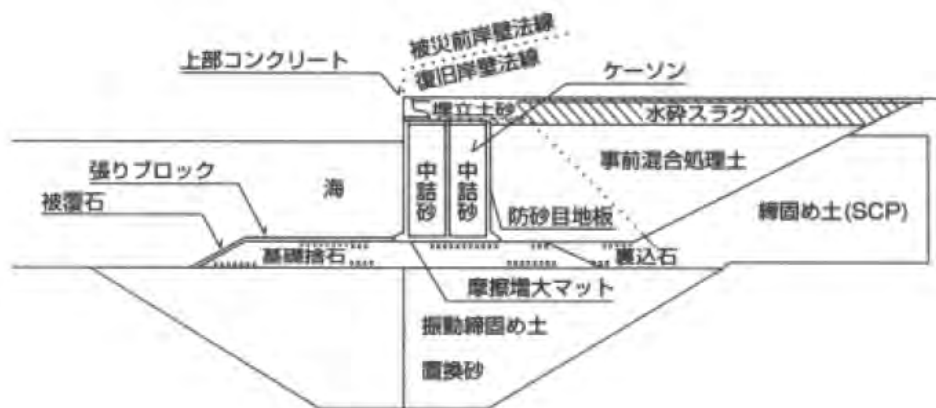 被災前岸壁法線
復旧岸壁法線
上部コンクリート
ケーソン
埋立土砂
水砕スラグ
事前混合処理土
張りブロック
海
中詰砂
中詰砂
被覆石
防砂目地板
締固め土(SCP)
基礎捨石
裏込石
摩擦増大マット
振動締固め土
置換砂